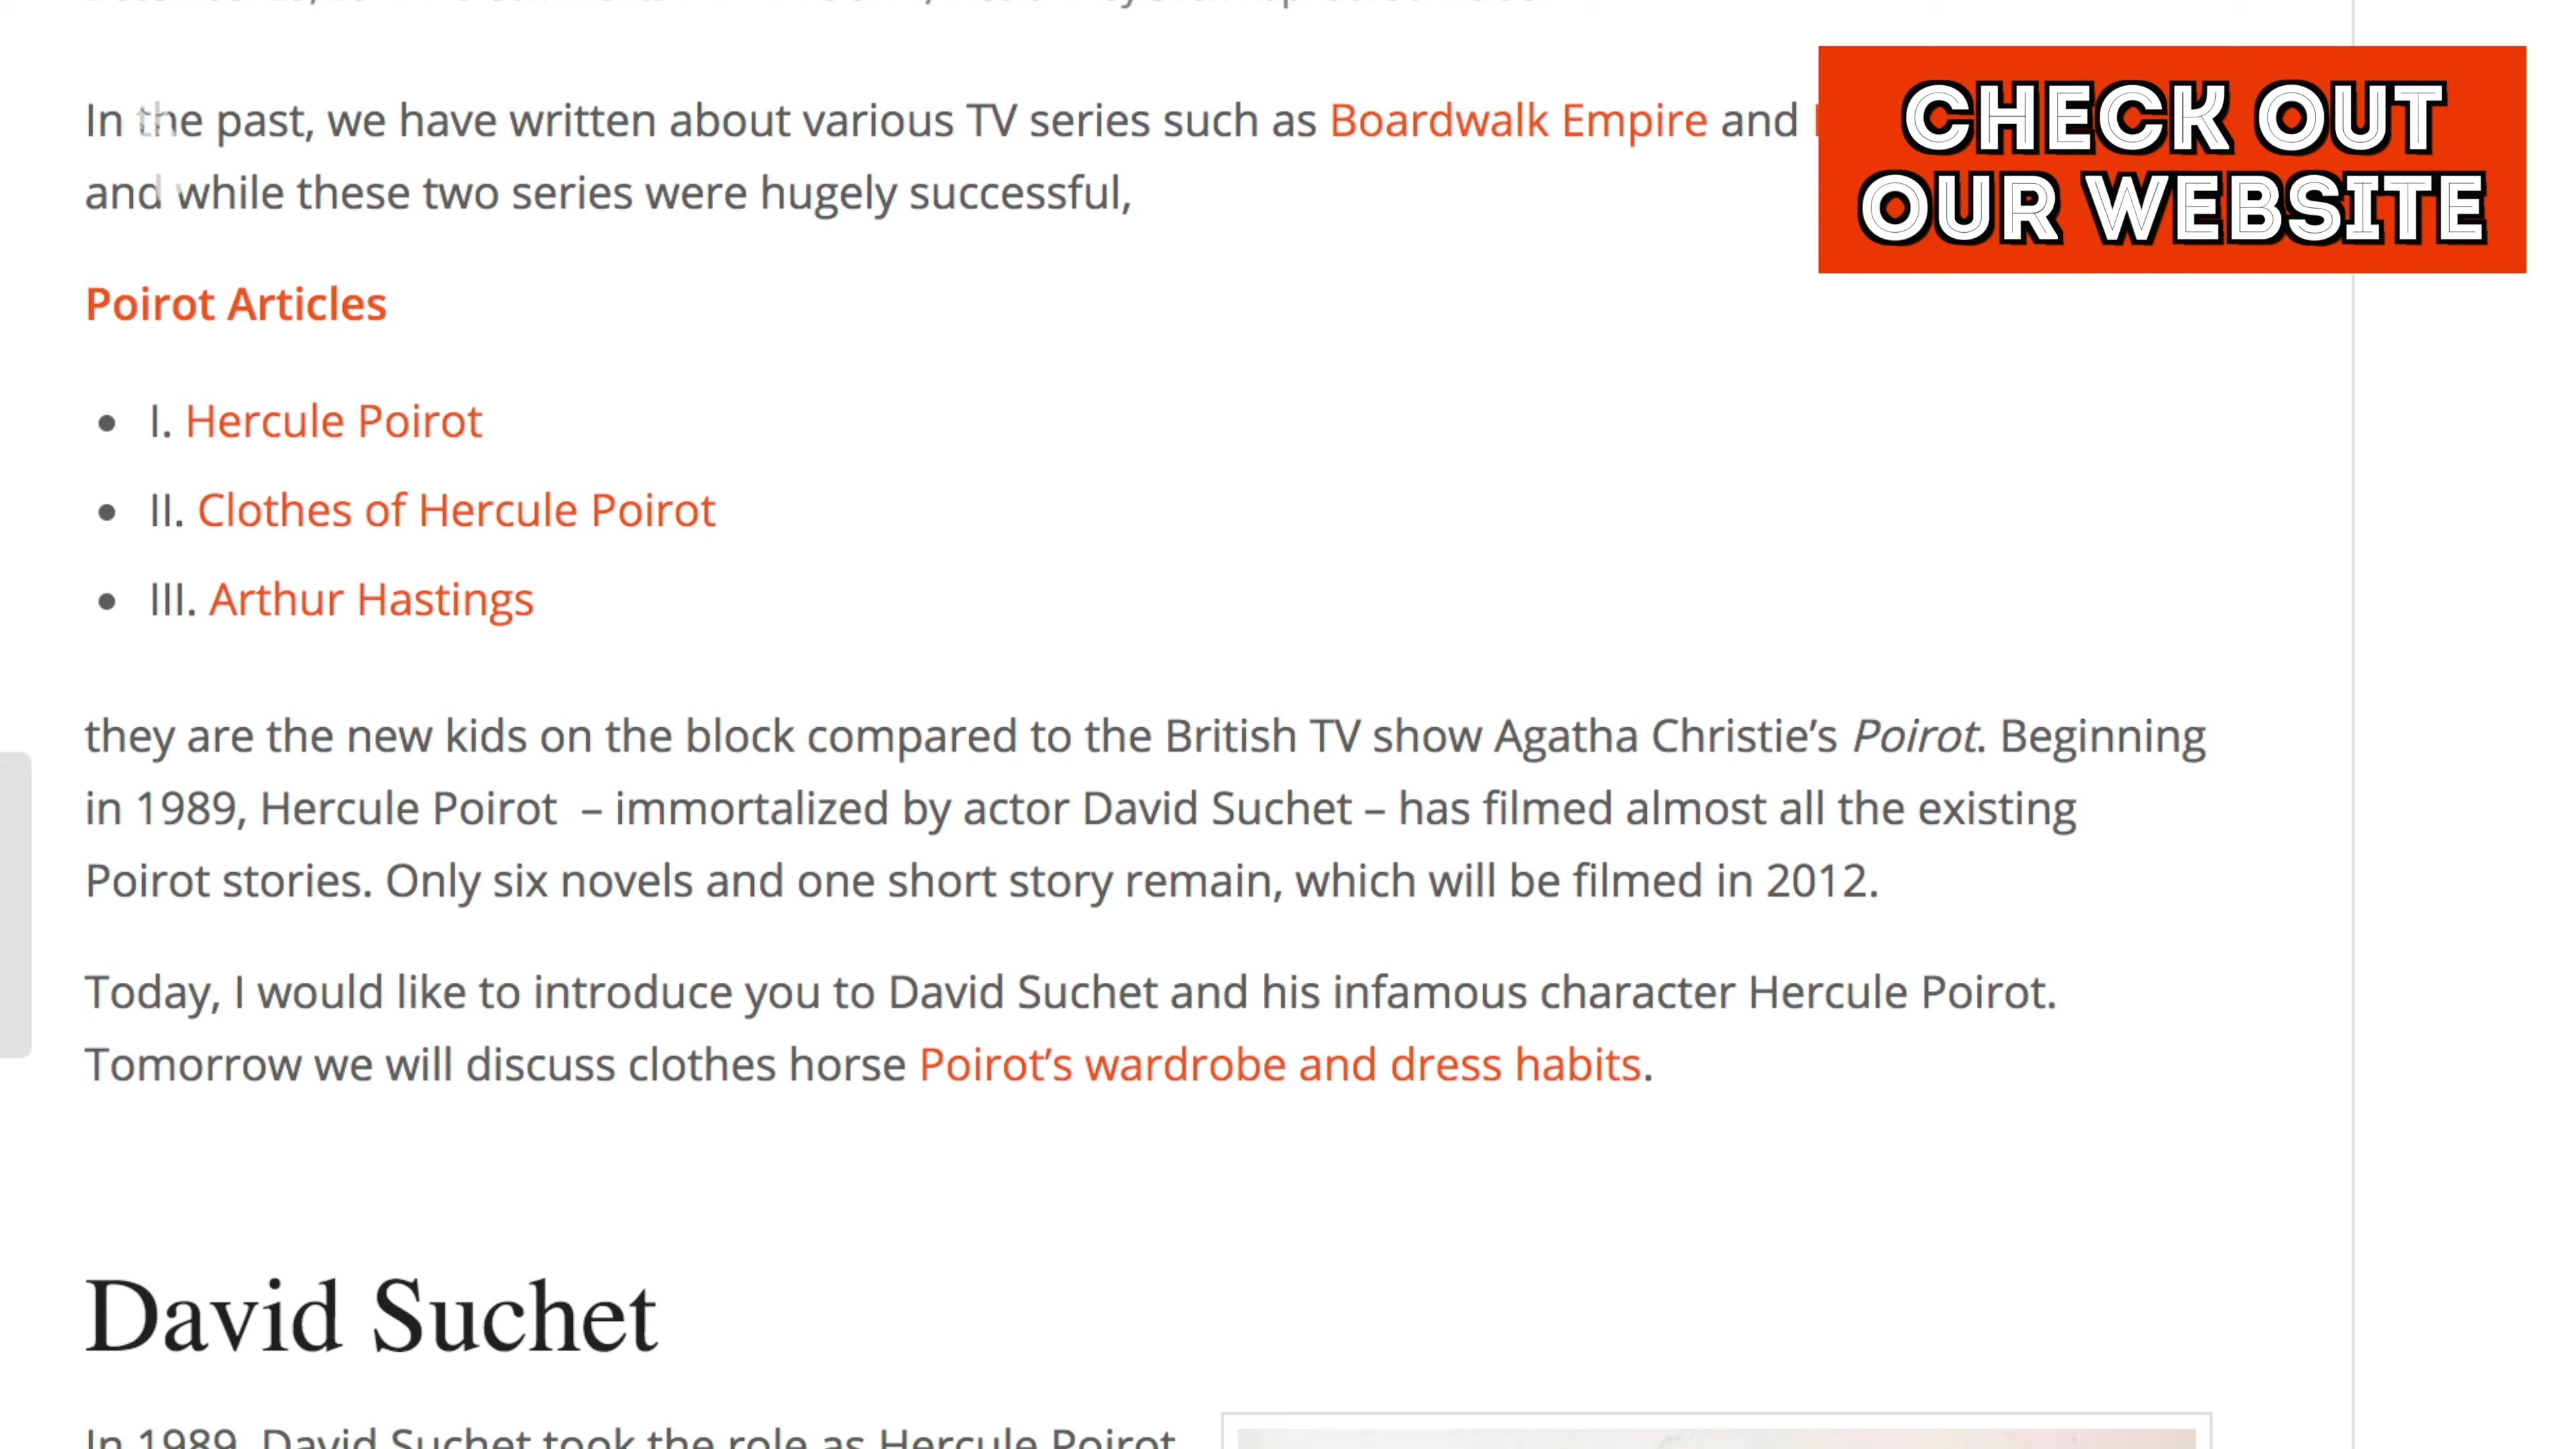 In the past, we have written about various TV series such as Boardwalk Empire and
and while these two series were hugely successful,
CHECK OUT
OUR WEBSITE
Poirot Articles
• I. Hercule Poirot
• II. Clothes of Hercule Poirot
• III. Arthur Hastings
they are the new kids on the block compared to the British TV show Agatha Christie’s Poirot. Beginning
in 1989, Hercule Poirot – immortalized by actor David Suchet – has filmed almost all the existing
Poirot stories. Only six novels and one short story remain, which will be filmed in 2012.
Today, I would like to introduce you to David Suchet and his infamous character Hercule Poirot.
Tomorrow we will discuss clothes horse Poirot’s wardrobe and dress habits.
David Suchet
In 1989, David Suchet took the role as Hercule Poirot